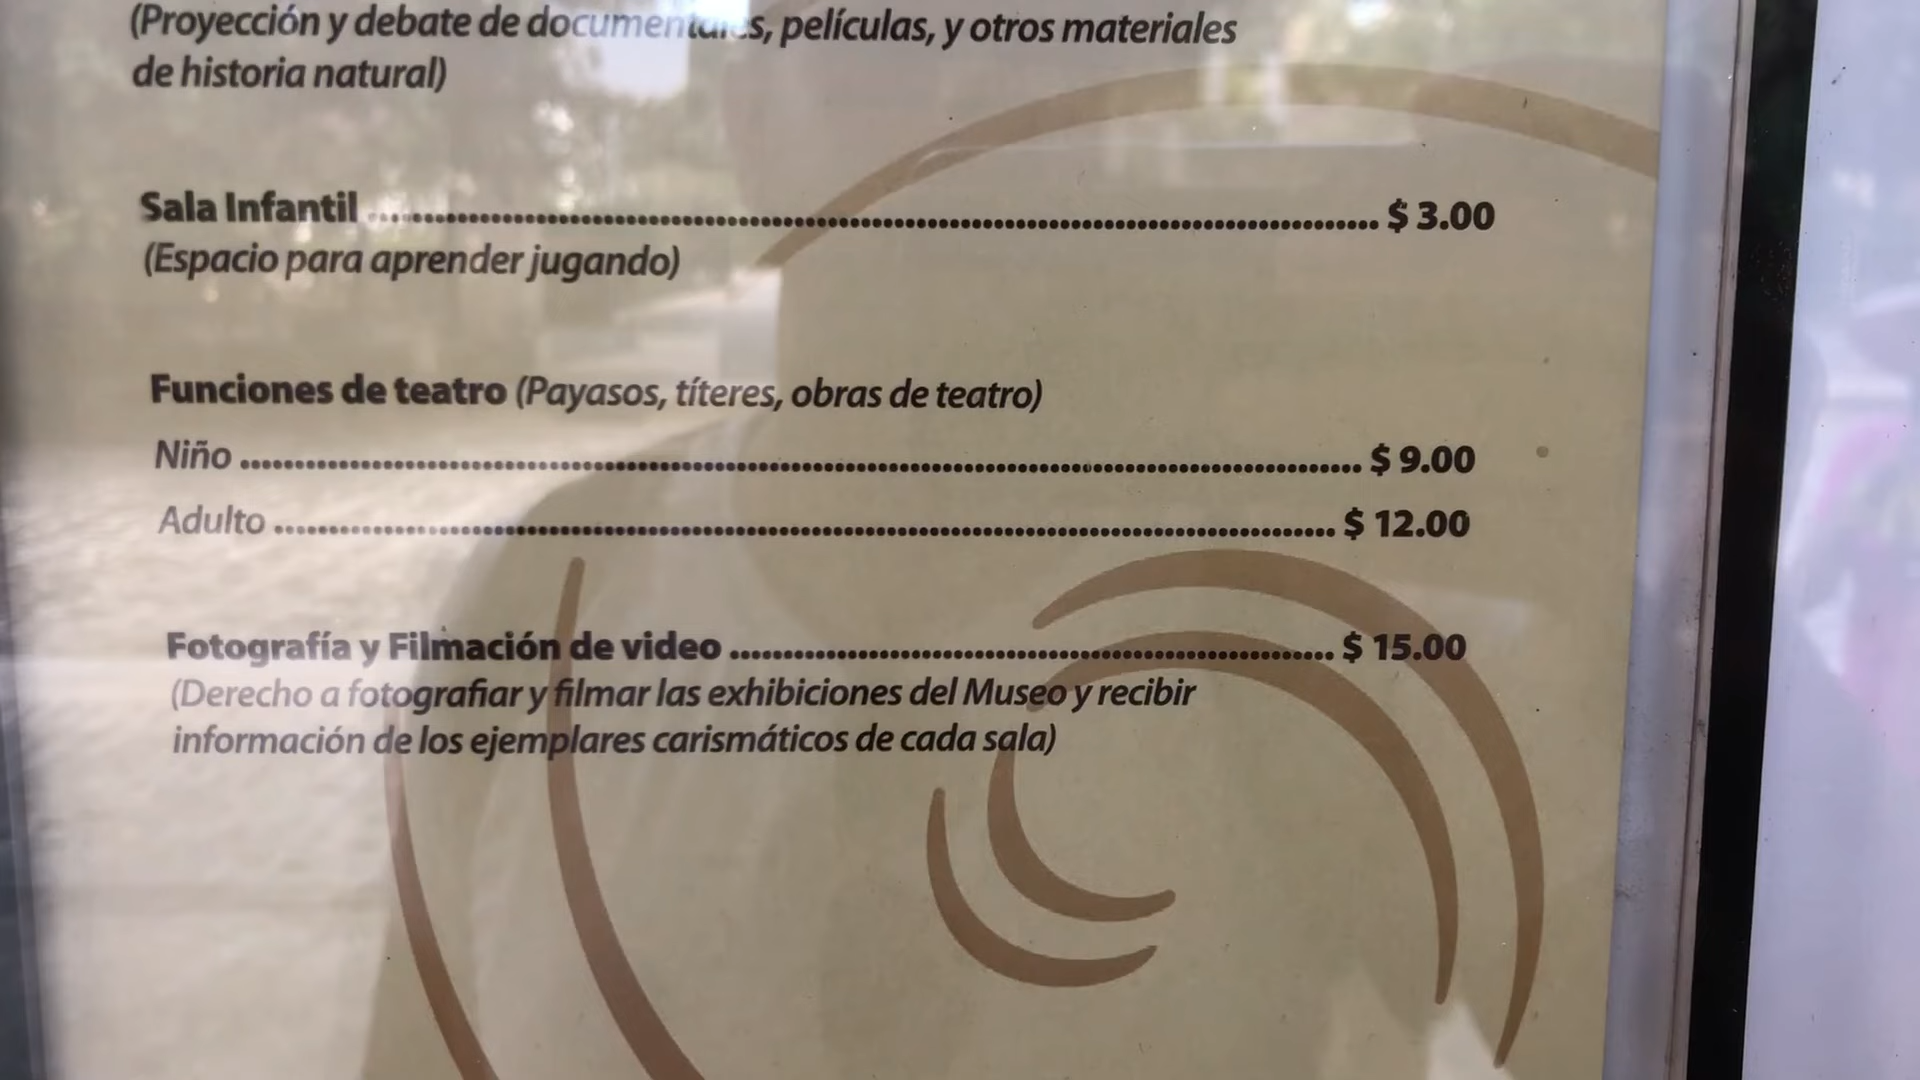 (Proyección y debate de documentales, películas, y otros materiales
de historia natural)
Sala Infantil ........................ $ 3.00
(Espacio para aprender jugando)
Funciones de teatro (Payasos, títeres, obras de teatro)
Niño ........................ $ 9.00
Adulto ........................ $ 12.00
Fotografía y Filmación de video ........................ $ 15.00
(Derecho a fotografiar y filmar las exhibiciones del Museo y recibir
información de los ejemplares carismáticos de cada sala)